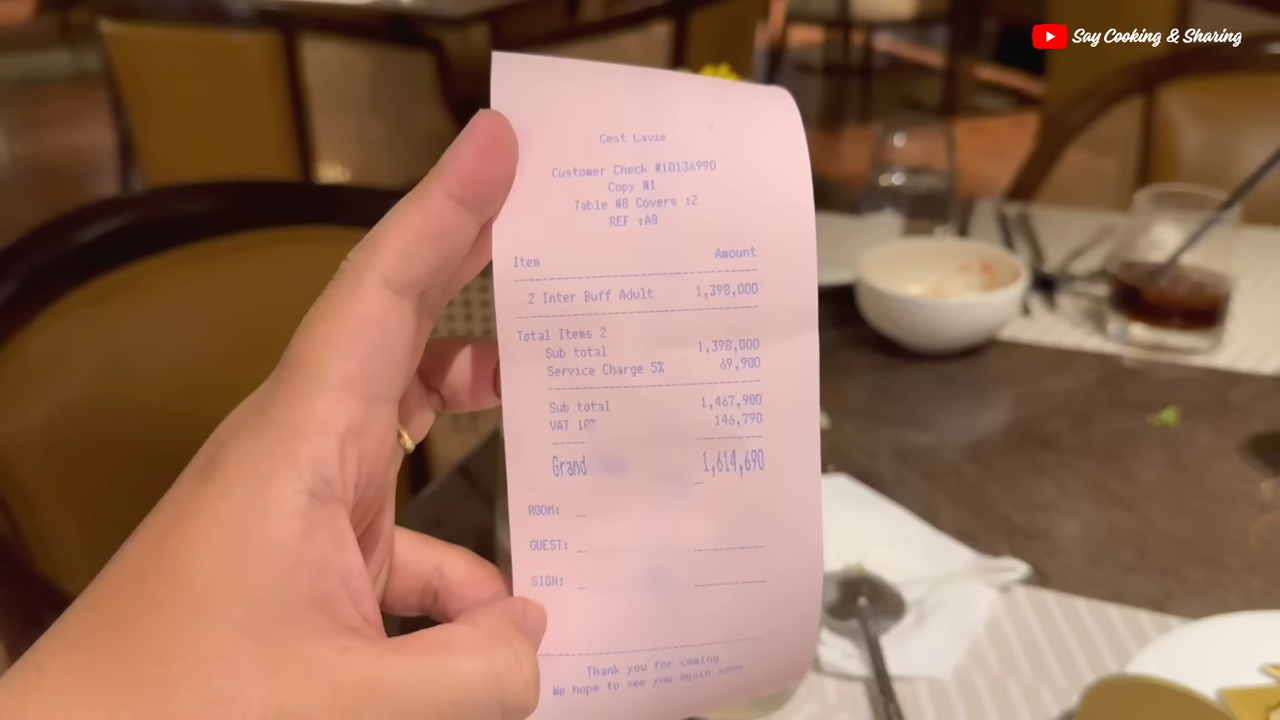 Say Cooking & Sharing
Cest Lavie
Customer Check #10136990
Copy #1
Table #8 Covers :2
REF :A8
Item Amount
2 Inter Buff Adult 1,398,000
Total Items 2
Sub total 1,398,000
Service Charge 5% 69,900
Sub total 1,467,900
VAT 10% 146,790
Grand 1,614,690
ROOM:
GUEST:
SIGN:
Thank you for coming
We hope to see you again soon